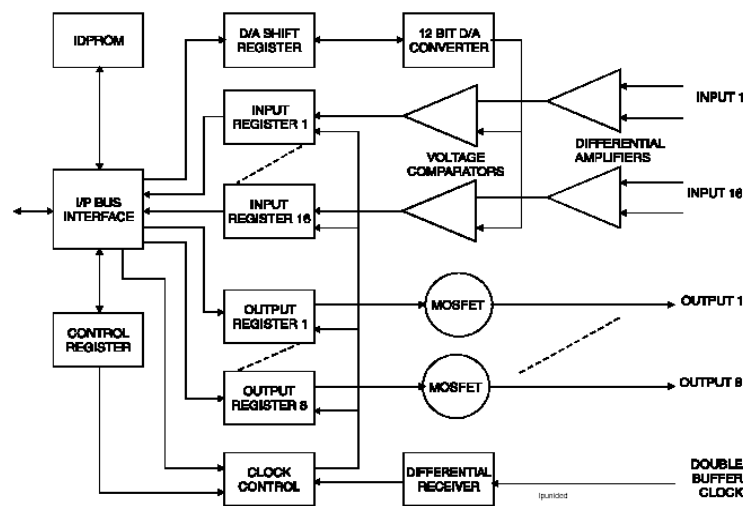 IDPROM
D/A SHIFT
REGISTER
12 BIT D/A
CONVERTER
INPUT
REGISTER 1
INPUT 1
VOLTAGE
COMPARATORS
DIFFERENTIAL
AMPLIFIERS
I/P BUS
INTERFACE
INPUT
REGISTER 16
INPUT 16
OUTPUT
REGISTER 1
MOSFET
OUTPUT 1
CONTROL
REGISTER
OUTPUT
REGISTER 8
MOSFET
OUTPUT 8
CLOCK
CONTROL
DIFFERENTIAL
RECEIVER
DOUBLE
BUFFER
CLOCK
Ipunided